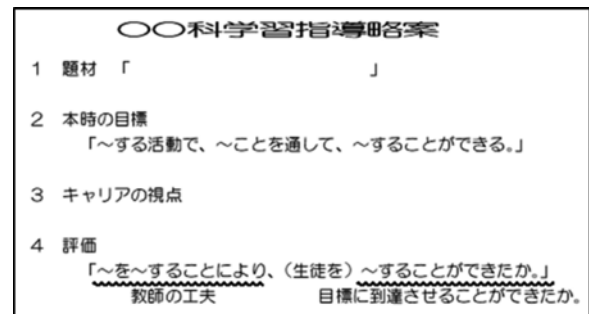 ○○科学習指導略案
1 題材 「 」
2 本時の目標
「~する活動で、~ことを通して、~することができる。」
3 キャリアの視点
4 評価
「~を~することにより、(生徒を)~することができたか。」
教師の工夫 目標に到達させることができたか。